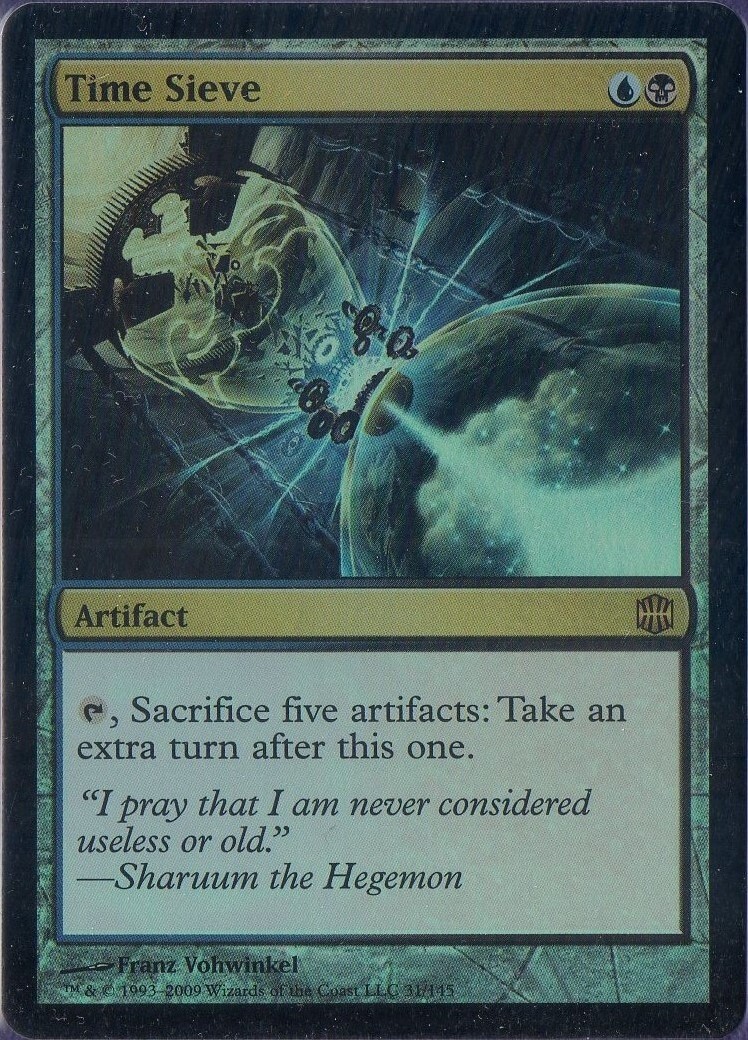 Time Sieve
Artifact
, Sacrifice five artifacts: Take an
extra turn after this one.
“I pray that I am never considered
useless or old.”
—Sharuum the Hegemon
Franz Vohwinkel
™ & © 1993–2009 Wizards of the Coast LLC 31/145